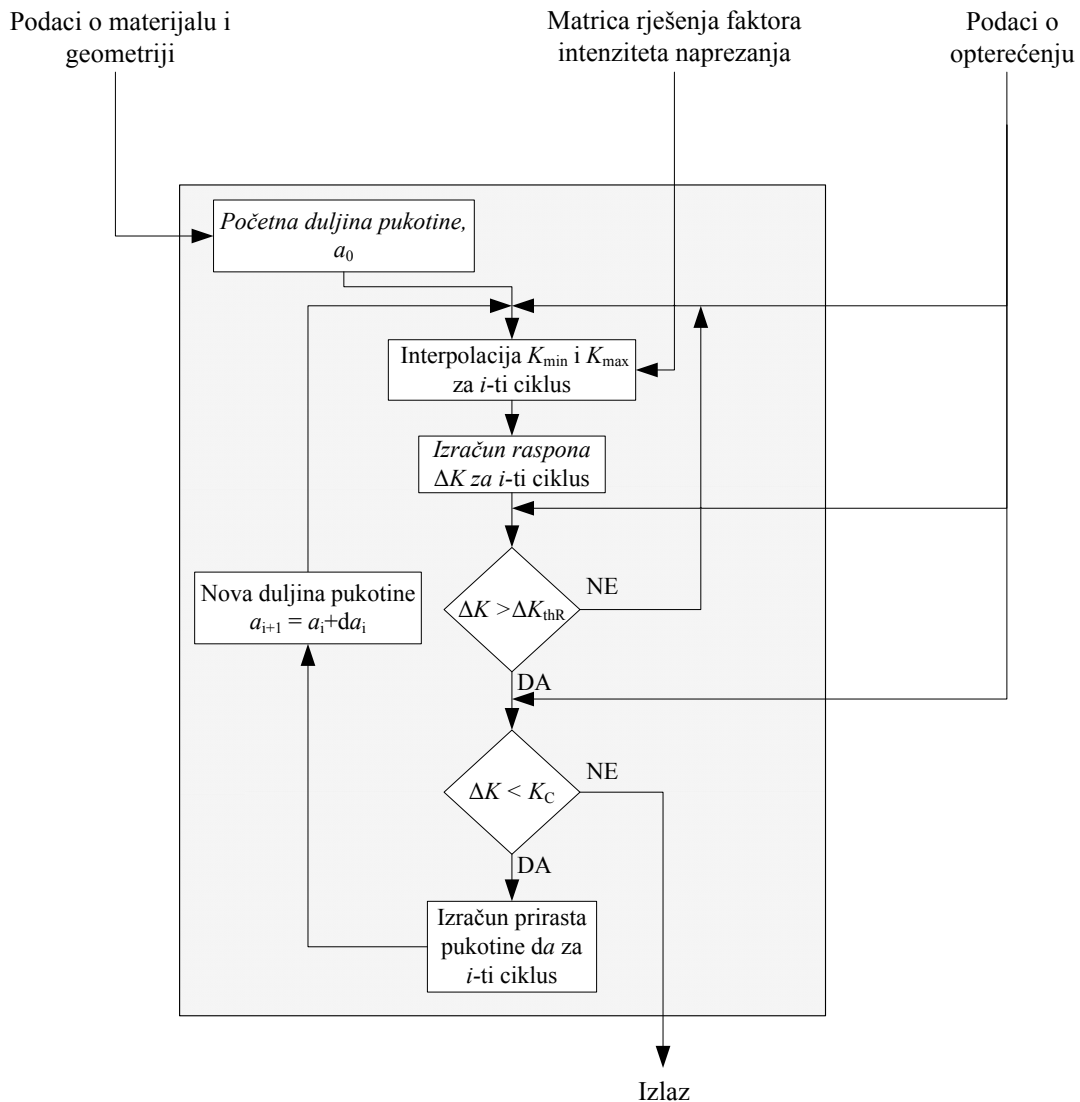 Podaci o materijalu i
geometriji
Matrica rješenja faktora
intenziteta naprezanja
Podaci o
opterećenju
Početna duljina pukotine,
a₀
Interpolacija Kmin i Kmax
za i-ti ciklus
Izračun raspona
ΔK za i-ti ciklus
Nova duljina pukotine
aᵢ₊₁ = aᵢ+daᵢ
ΔK >ΔKthR
NE
DA
ΔK < KC
NE
DA
Izračun prirasta
pukotine da za
i-ti ciklus
Izlaz